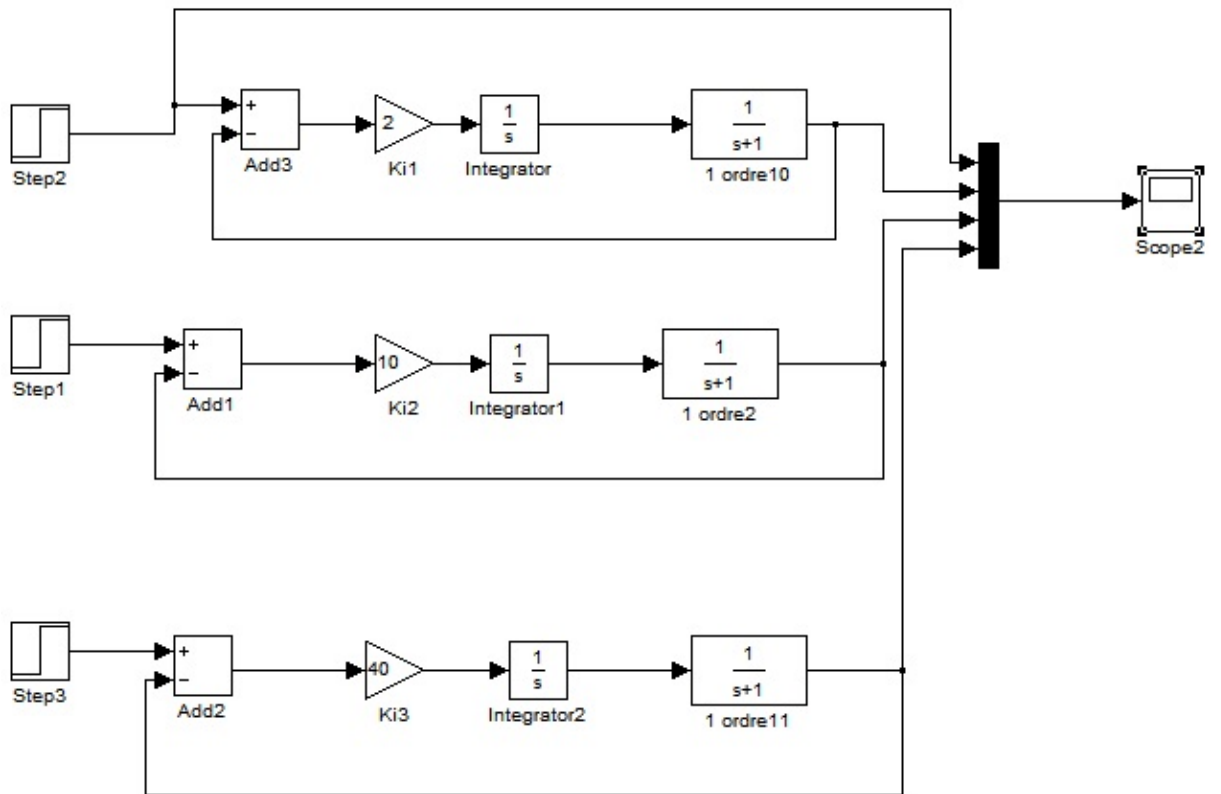 Step2
+
−
Add3
2
Ki1
1
s
Integrator
1
s+1
1 ordre10
Scope2
Step1
+
−
Add1
10
Ki2
1
s
Integrator1
1
s+1
1 ordre2
Step3
+
−
Add2
40
Ki3
1
s
Integrator2
1
s+1
1 ordre11